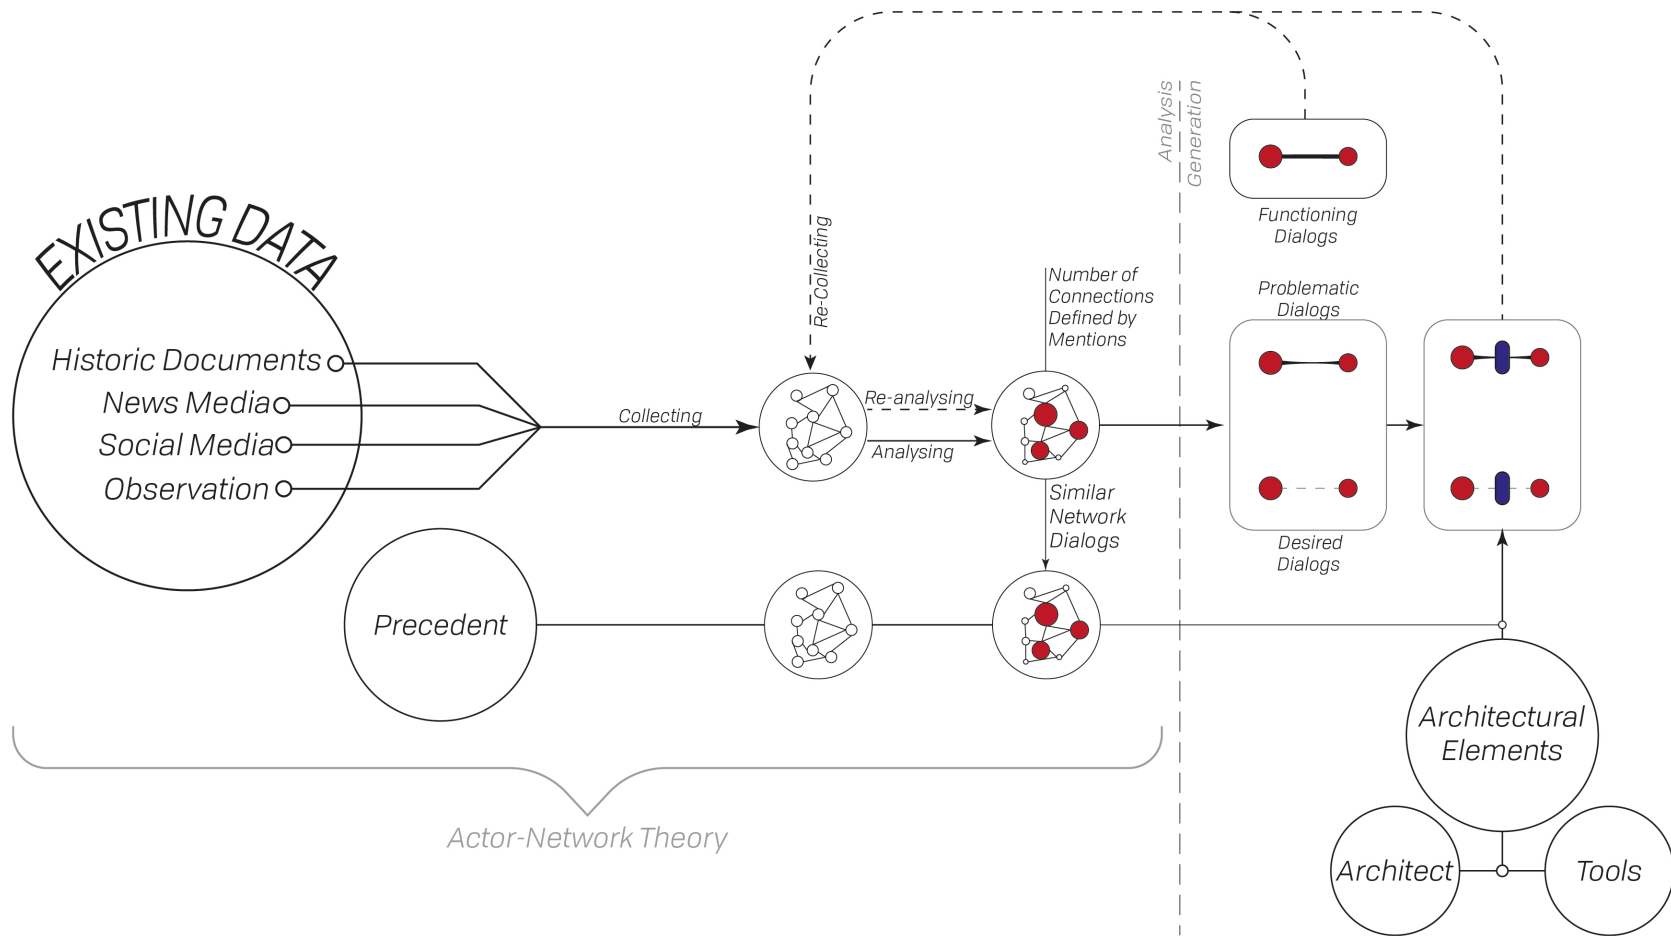 EXISTING DATA
Historic Documents
News Media
Social Media
Observation
Precedent
Collecting
Re-Collecting
Re-analysing
Analysing
Number of
Connections
Defined by
Mentions
Similar
Network
Dialogs
Analysis
Generation
Functioning
Dialogs
Problematic
Dialogs
Desired
Dialogs
Architectural
Elements
Architect
Tools
Actor-Network Theory